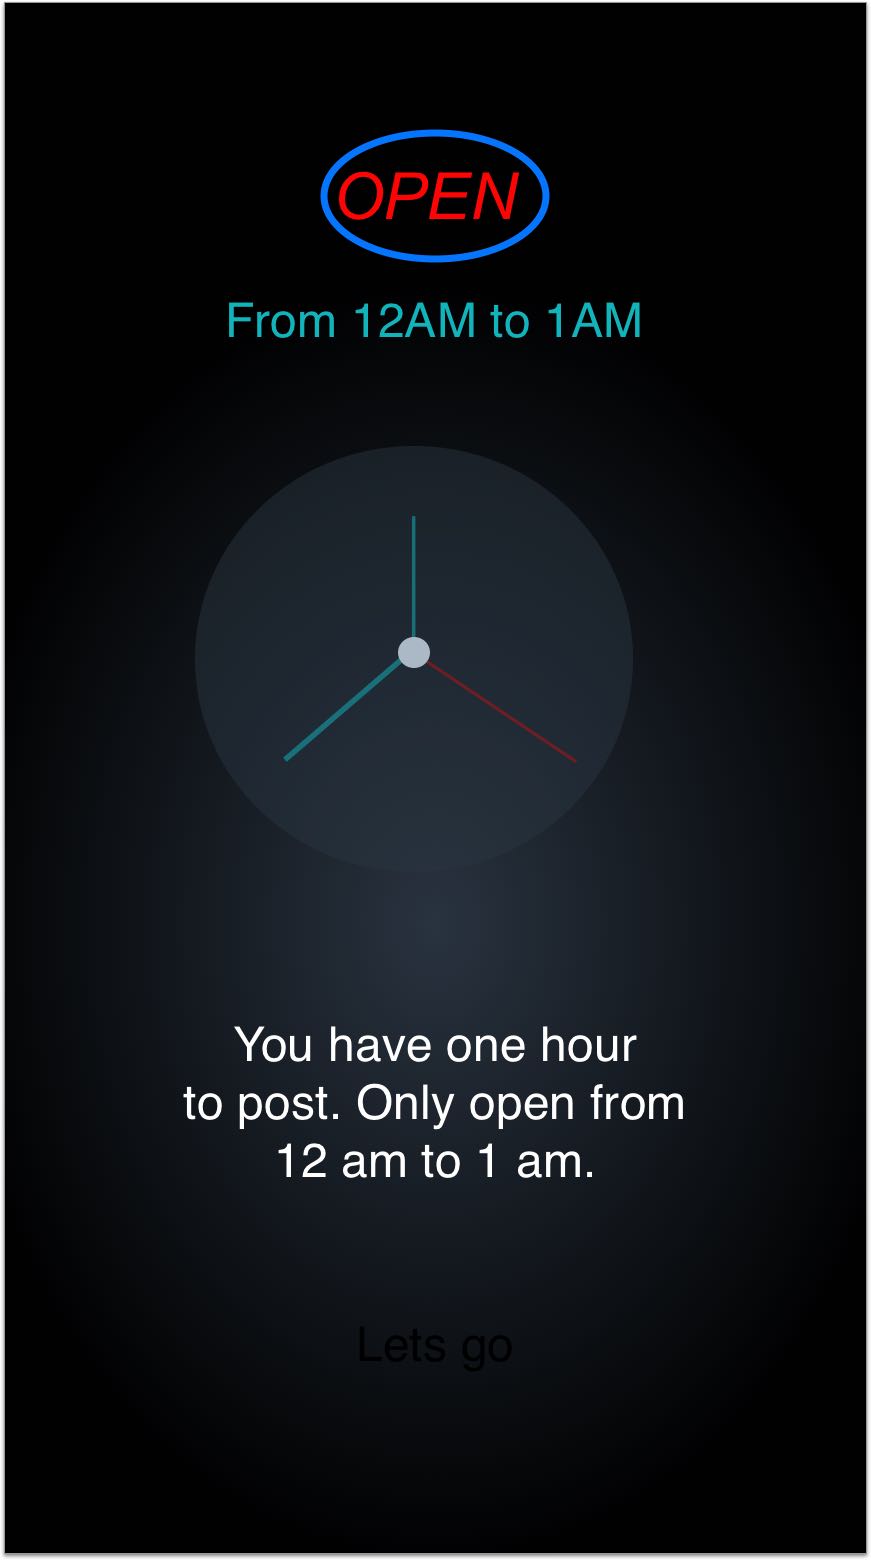 OPEN
From 12AM to 1AM
You have one hour
to post. Only open from
12 am to 1 am.
Lets go